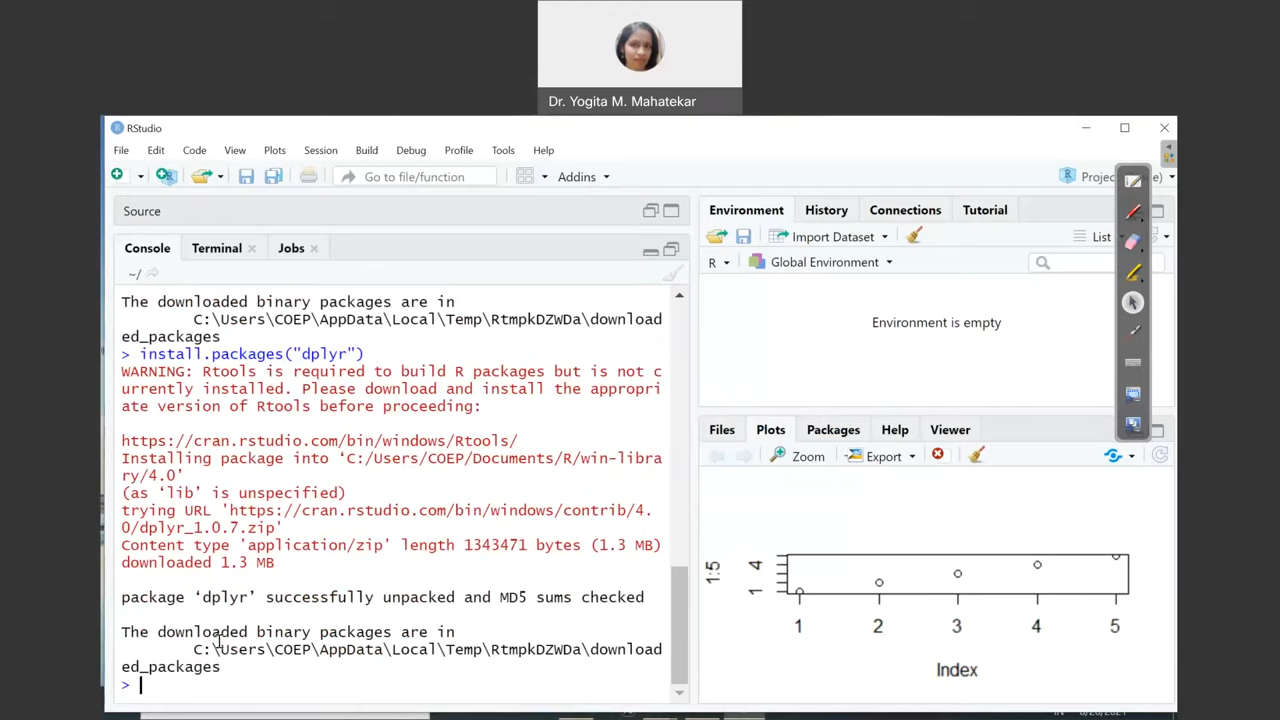 Dr. Yogita M. Mahatekar
RStudio
File Edit Code View Plots Session Build Debug Profile Tools Help
Go to file/function Addins
Source
Console Terminal Jobs
~/
The downloaded binary packages are in
C:\Users\COEP\AppData\Local\Temp\RtmpkDZWDa\download
ed_packages
> install.packages("dplyr")
WARNING: Rtools is required to build R packages but is not c
urrently installed. Please download and install the appropri
ate version of Rtools before proceeding:
https://cran.rstudio.com/bin/windows/Rtools/
Installing package into ‘C:/Users/COEP/Documents/R/win-libra
ry/4.0’
(as ‘lib’ is unspecified)
trying URL 'https://cran.rstudio.com/bin/windows/contrib/4.
0/dplyr_1.0.7.zip'
Content type 'application/zip' length 1343471 bytes (1.3 MB)
downloaded 1.3 MB
package ‘dplyr’ successfully unpacked and MD5 sums checked
The downloaded binary packages are in
C:\Users\COEP\AppData\Local\Temp\RtmpkDZWDa\download
ed_packages
>
Environment History Connections Tutorial
Import Dataset List
R Global Environment
Environment is empty
Files Plots Packages Help Viewer
Zoom Export
1:5
4
1
1 2 3 4 5
Index